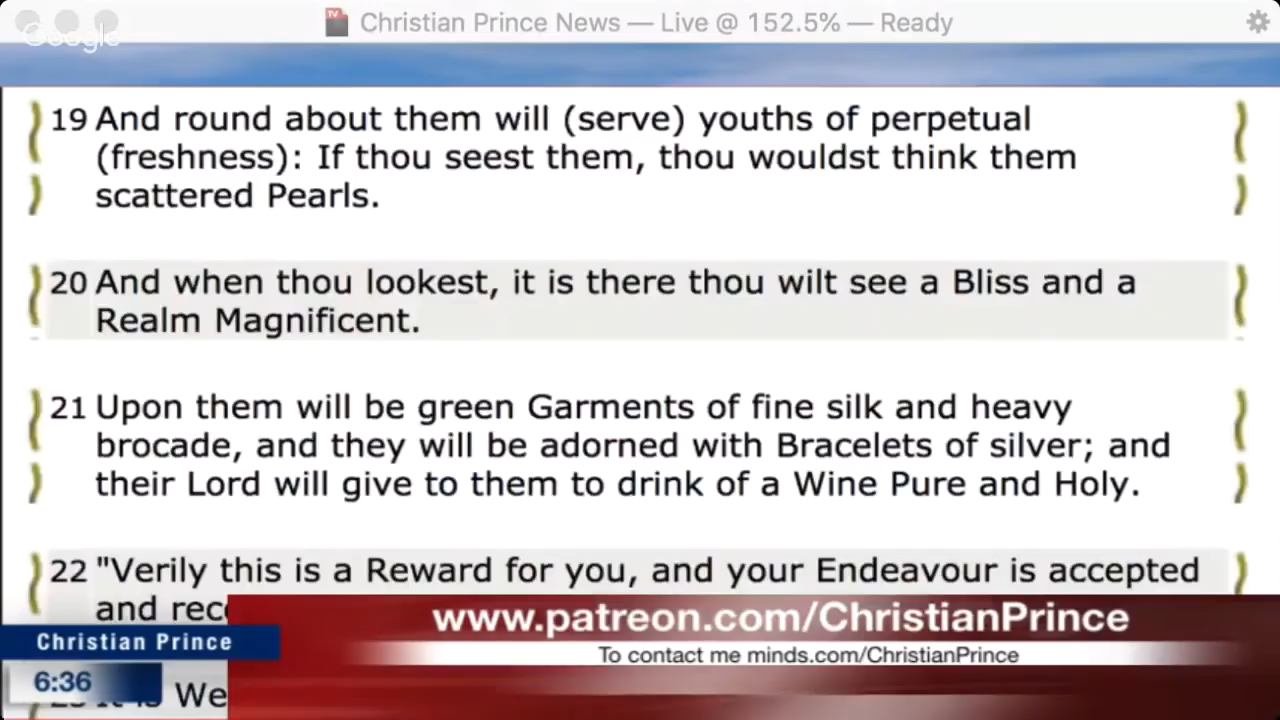 Christian Prince News — Live @ 152.5% — Ready
Google
19 And round about them will (serve) youths of perpetual
(freshness): If thou seest them, thou wouldst think them
scattered Pearls.
20 And when thou lookest, it is there thou wilt see a Bliss and a
Realm Magnificent.
21 Upon them will be green Garments of fine silk and heavy
brocade, and they will be adorned with Bracelets of silver; and
their Lord will give to them to drink of a Wine Pure and Holy.
22 "Verily this is a Reward for you, and your Endeavour is accepted
and
www.patreon.com/ChristianPrince
Christian Prince
To contact me minds.com/ChristianPrince
6:36
We